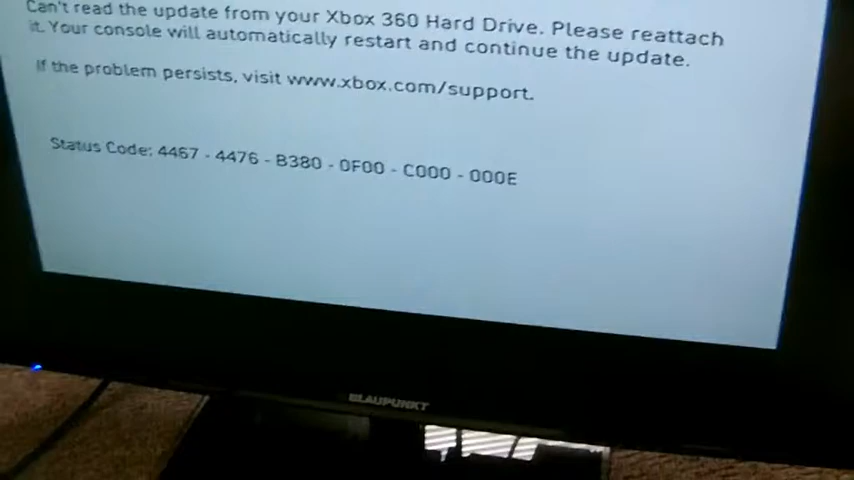 Can't read the update from your Xbox 360 Hard Drive. Please reattach
it. Your console will automatically restart and continue the update.
If the problem persists, visit www.xbox.com/support.
Status Code: 4467 - 4476 - B380 - 0F00 - C000 - 000E
BLAUPUNKT